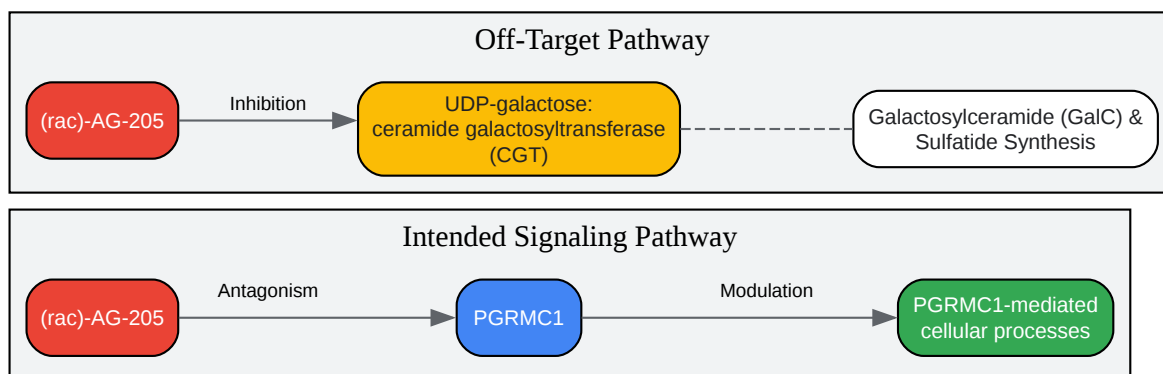 Off-Target Pathway
(rac)-AG-205
Inhibition
UDP-galactose:
ceramide galactosyltransferase
(CGT)
Galactosylceramide (GalC) &
Sulfatide Synthesis
Intended Signaling Pathway
(rac)-AG-205
Antagonism
PGRMC1
Modulation
PGRMC1-mediated
cellular processes